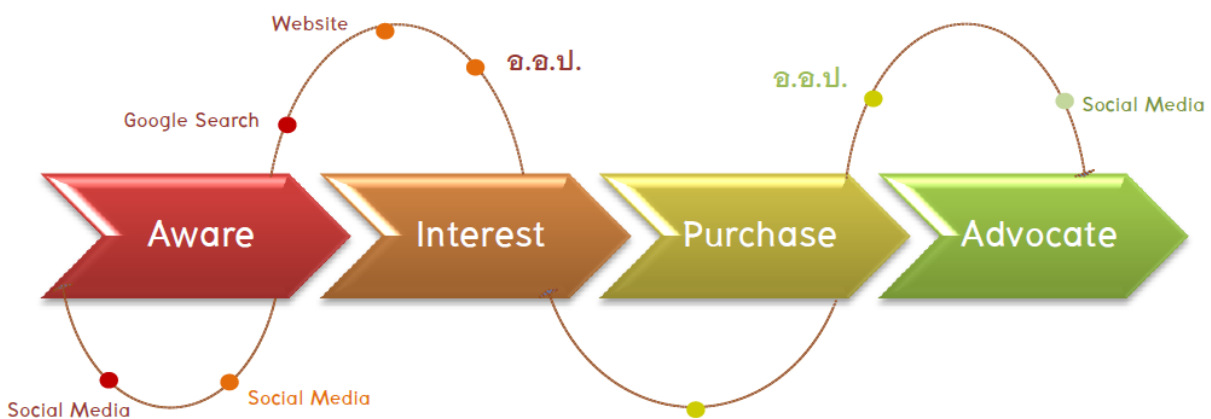 Website
อ.อ.ป.
อ.อ.ป.
Google Search
Social Media
Aware
Interest
Purchase
Advocate
Social Media
Social Media